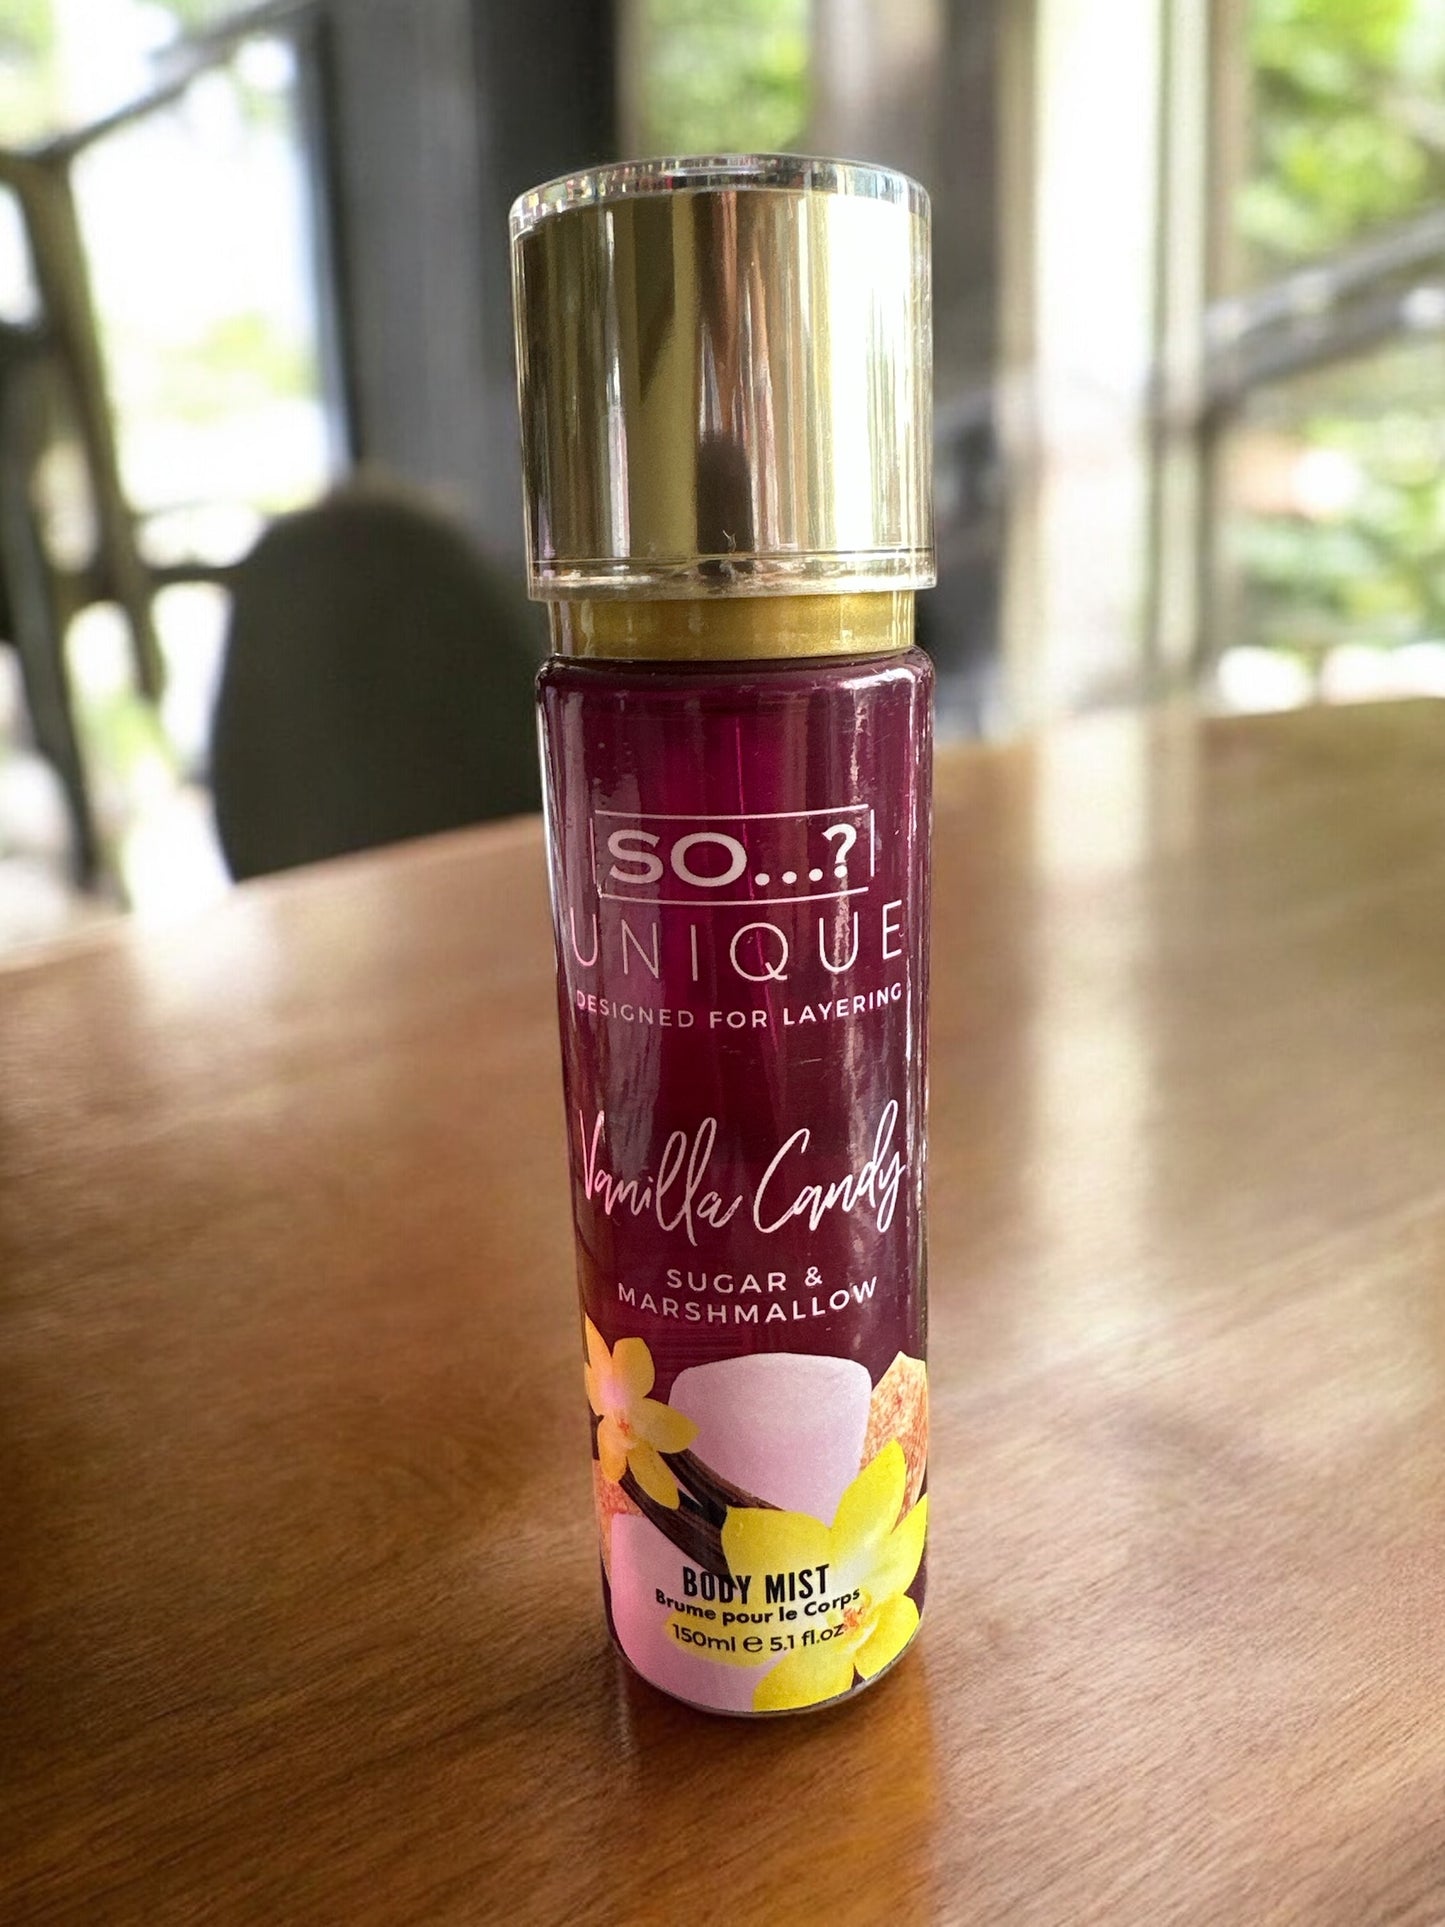 SO...?
UNIQUE
DESIGNED FOR LAYERING
Vanilla Candy
SUGAR &
MARSHMALLOW
BODY MIST
Brume pour le Corps
150ml ℮ 5.1 fl.oz